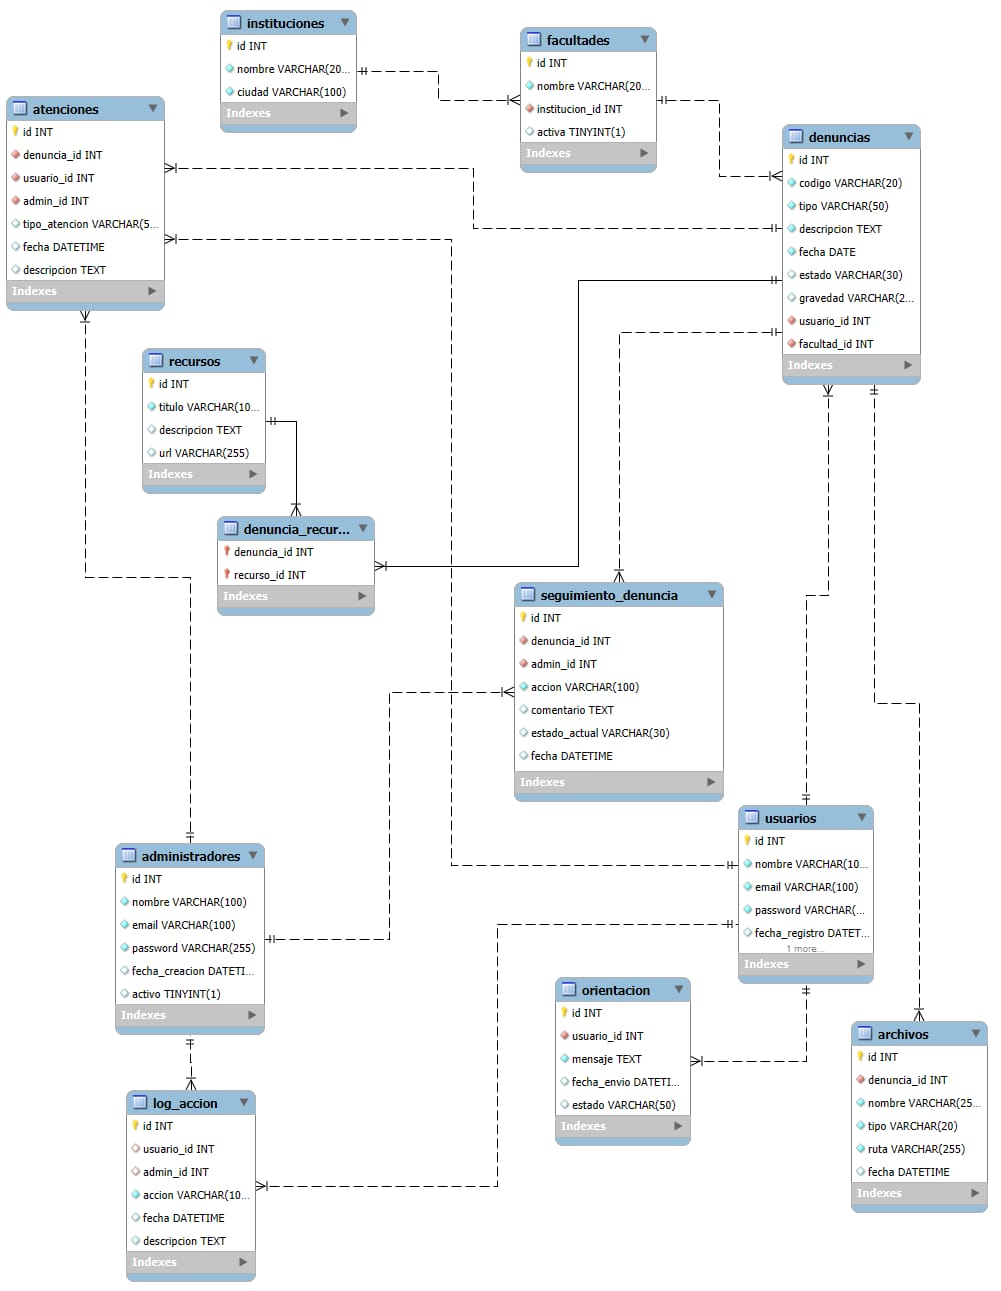 instituciones
id INT
nombre VARCHAR(20...
ciudad VARCHAR(100)
Indexes
facultades
id INT
nombre VARCHAR(20...
institucion_id INT
activa TINYINT(1)
Indexes
atenciones
id INT
denuncia_id INT
usuario_id INT
admin_id INT
tipo_atencion VARCHAR(5...
fecha DATETIME
descripcion TEXT
Indexes
denuncias
id INT
codigo VARCHAR(20)
tipo VARCHAR(50)
descripcion TEXT
fecha DATE
estado VARCHAR(30)
gravedad VARCHAR(2...
usuario_id INT
facultad_id INT
Indexes
recursos
id INT
titulo VARCHAR(10...
descripcion TEXT
url VARCHAR(255)
Indexes
denuncia_recur...
denuncia_id INT
recurso_id INT
Indexes
seguimiento_denuncia
id INT
denuncia_id INT
admin_id INT
accion VARCHAR(100)
comentario TEXT
estado_actual VARCHAR(30)
fecha DATETIME
Indexes
usuarios
id INT
nombre VARCHAR(10...
email VARCHAR(100)
password VARCHAR(...
fecha_registro DATET...
1 more...
Indexes
administradores
id INT
nombre VARCHAR(100)
email VARCHAR(100)
password VARCHAR(255)
fecha_creacion DATETI...
activo TINYINT(1)
Indexes
orientacion
id INT
usuario_id INT
mensaje TEXT
fecha_envio DATETI...
estado VARCHAR(50)
Indexes
archivos
id INT
denuncia_id INT
nombre VARCHAR(25...
tipo VARCHAR(20)
ruta VARCHAR(255)
fecha DATETIME
Indexes
log_accion
id INT
usuario_id INT
admin_id INT
accion VARCHAR(10...
fecha DATETIME
descripcion TEXT
Indexes